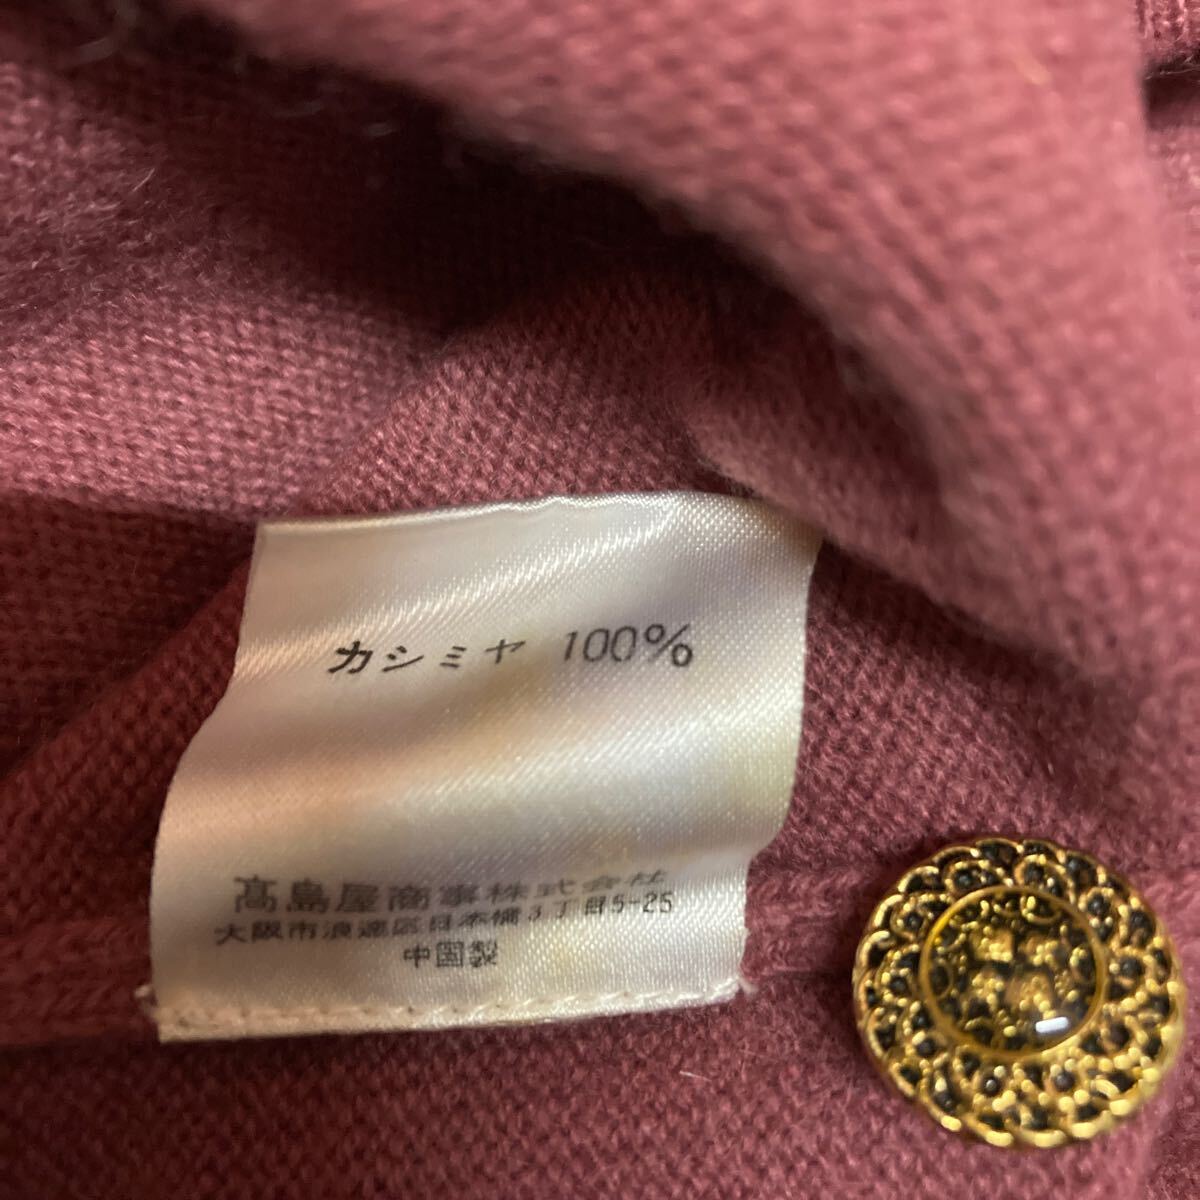 カシミヤ 100%
高島屋商事株式会社
大阪市浪速区日本橋3丁目5-25
中国製